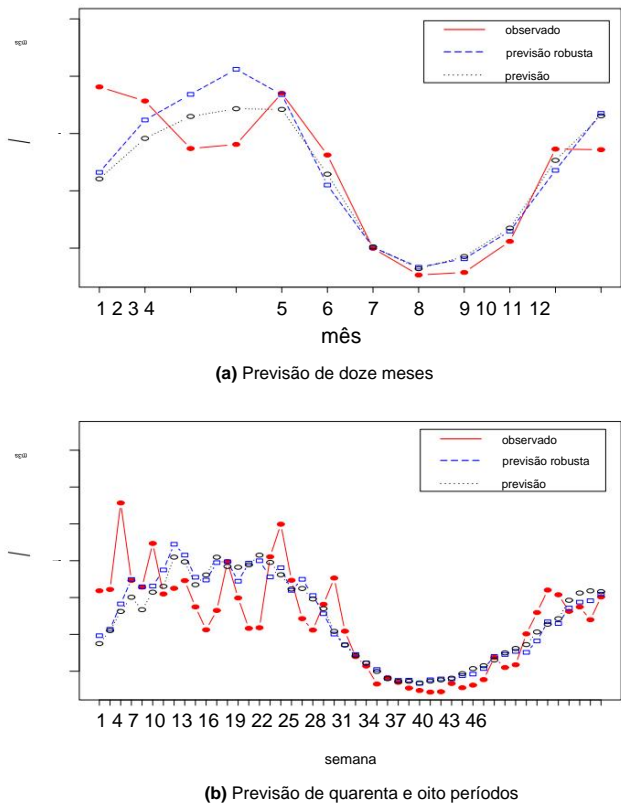 observado
previsão robusta
previsão
1 2 3 4 5 6 7 8 9 10 11 12
mês
(a) Previsão de doze meses
observado
previsão robusta
previsão
1 4 7 10 13 16 19 22 25 28 31 34 37 40 43 46
semana
(b) Previsão de quarenta e oito períodos